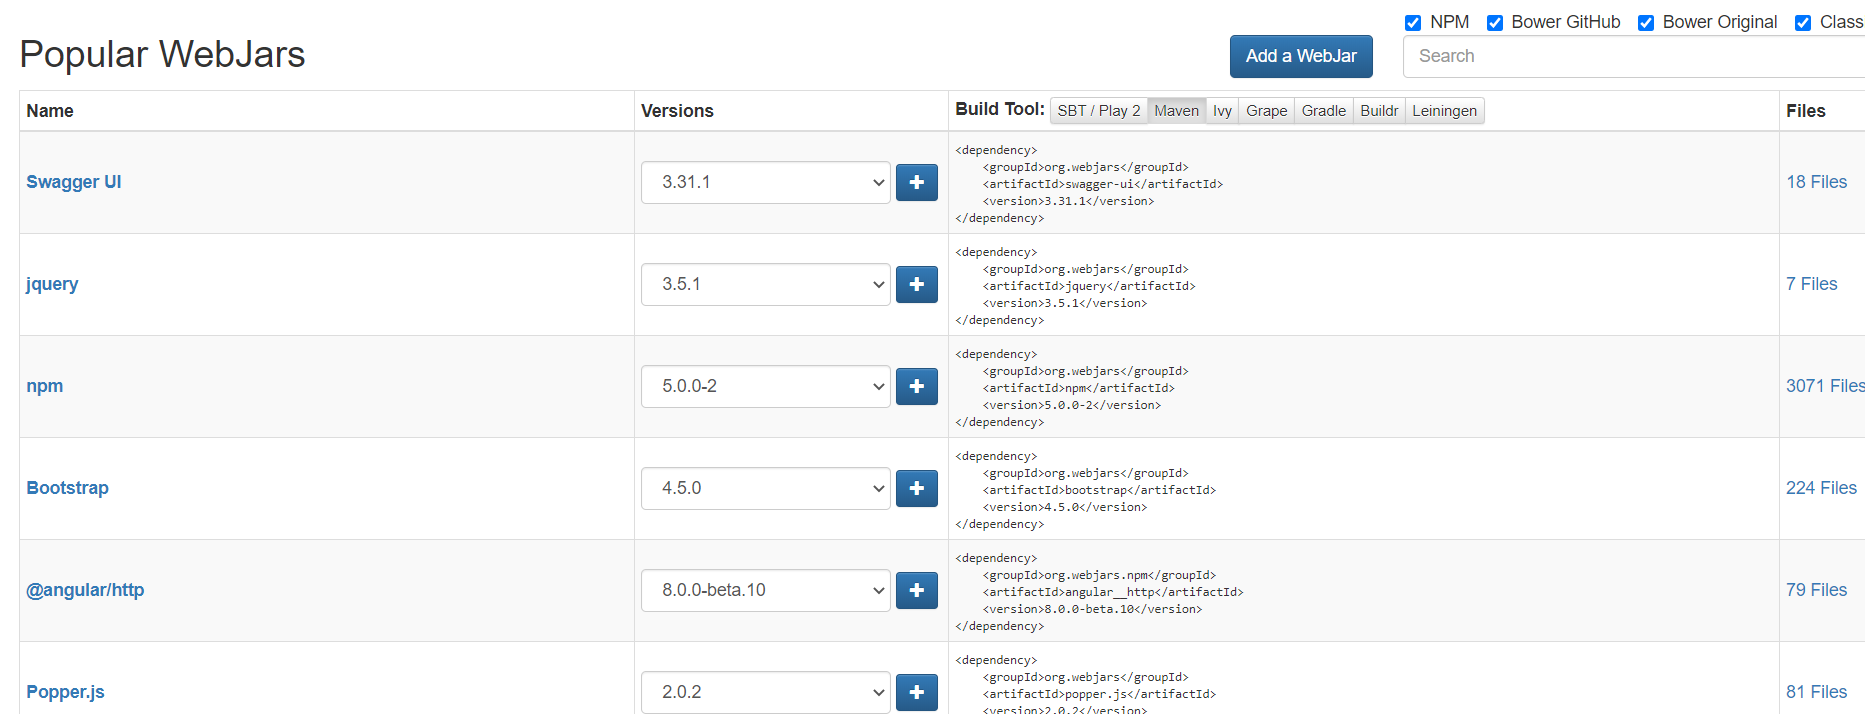 NPM Bower GitHub Bower Original Class
Popular WebJars
Add a WebJar
Search
Name Versions Build Tool: SBT / Play 2 Maven Ivy Grape Gradle Buildr Leiningen Files
Swagger UI
3.31.1
<dependency>
    <groupId>org.webjars</groupId>
    <artifactId>swagger-ui</artifactId>
    <version>3.31.1</version>
</dependency>
18 Files
jquery
3.5.1
<dependency>
    <groupId>org.webjars</groupId>
    <artifactId>jquery</artifactId>
    <version>3.5.1</version>
</dependency>
7 Files
npm
5.0.0-2
<dependency>
    <groupId>org.webjars</groupId>
    <artifactId>npm</artifactId>
    <version>5.0.0-2</version>
</dependency>
3071 Files
Bootstrap
4.5.0
<dependency>
    <groupId>org.webjars</groupId>
    <artifactId>bootstrap</artifactId>
    <version>4.5.0</version>
</dependency>
224 Files
@angular/http
8.0.0-beta.10
<dependency>
    <groupId>org.webjars.npm</groupId>
    <artifactId>angular__http</artifactId>
    <version>8.0.0-beta.10</version>
</dependency>
79 Files
Popper.js
2.0.2
<dependency>
    <groupId>org.webjars</groupId>
    <artifactId>popper.js</artifactId>
    <version>2.0.2</version>
81 Files